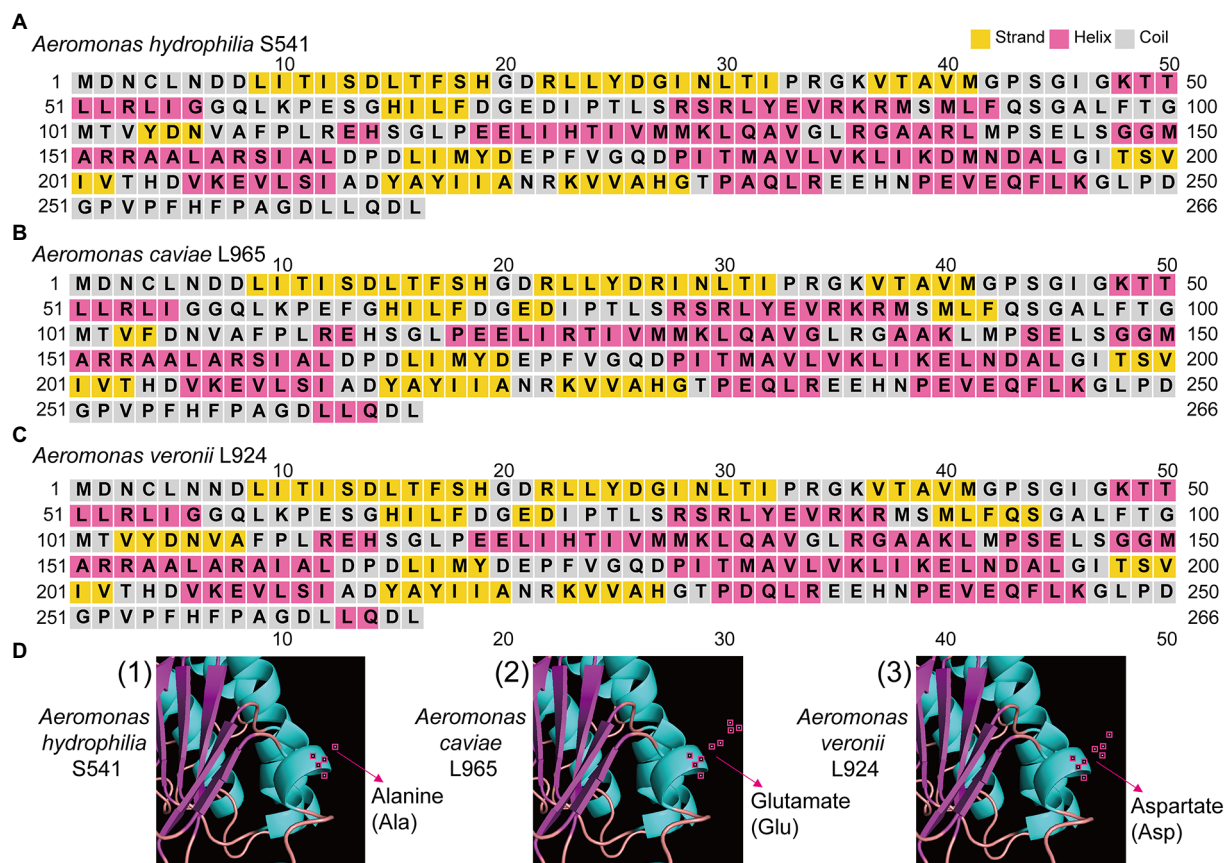 A
Aeromonas hydrophilia S541
Strand Helix Coil
10 20 30 40 50
1 M D N C L N D D L I T I S D L T F S H G D R L L Y D G I N L T I P R G K V T A V M G P S G I G K T T 50
51 L L R L I G G Q L K P E S G H I L F D G E D I P T L S R S R L Y E V R K R M S M L F Q S G A L F T G 100
101 M T V Y D N V A F P L R E H S G L P E E L I H T I V M M K L Q A V G L R G A A R L M P S E L S G G M 150
151 A R R A A L A R S I A L D P D L I M Y D E P F V G Q D P I T M A V L V K L I K D M N D A L G I T S V 200
201 I V T H D V K E V L S I A D Y A Y I I A N R K V V A H G T P A Q L R E E H N P E V E Q F L K G L P D 250
251 G P V P F H F P A G D L L Q D L 266
B
Aeromonas caviae L965
10 20 30 40 50
1 M D N C L N D D L I T I S D L T F S H G D R L L Y D R I N L T I P R G K V T A V M G P S G I G K T T 50
51 L L R L I G G Q L K P E F G H I L F D G E D I P T L S R S R L Y E V R K R M S M L F Q S G A L F T G 100
101 M T V F D N V A F P L R E H S G L P E E L I R T I V M M K L Q A V G L R G A A K L M P S E L S G G M 150
151 A R R A A L A R S I A L D P D L I M Y D E P F V G Q D P I T M A V L V K L I K E L N D A L G I T S V 200
201 I V T H D V K E V L S I A D Y A Y I I A N R K V V A H G T P E Q L R E E H N P E V E Q F L K G L P D 250
251 G P V P F H F P A G D L L Q D L 266
C
Aeromonas veronii L924
10 20 30 40 50
1 M D N C L N N D L I T I S D L T F S H G D R L L Y D G I N L T I P R G K V T A V M G P S G I G K T T 50
51 L L R L I G G Q L K P E S G H I L F D G E D I P T L S R S R L Y E V R K R M S M L F Q S G A L F T G 100
101 M T V Y D N V A F P L R E H S G L P E E L I H T I V M M K L Q A V G L R G A A K L M P S E L S G G M 150
151 A R R A A L A R A I A L D P D L I M Y D E P F V G Q D P I T M A V L V K L I K E L N D A L G I T S V 200
201 I V T H D V K E V L S I A D Y A Y I I A N R K V V A H G T P D Q L R E E H N P E V E Q F L K G L P D 250
251 G P V P F H F P A G D L L Q D L 266
10 20 30 40 50
D
(1)
Aeromonas
hydrophilia
S541
Alanine
(Ala)
(2)
Aeromonas
caviae
L965
Glutamate
(Glu)
(3)
Aeromonas
veronii
L924
Aspartate
(Asp)